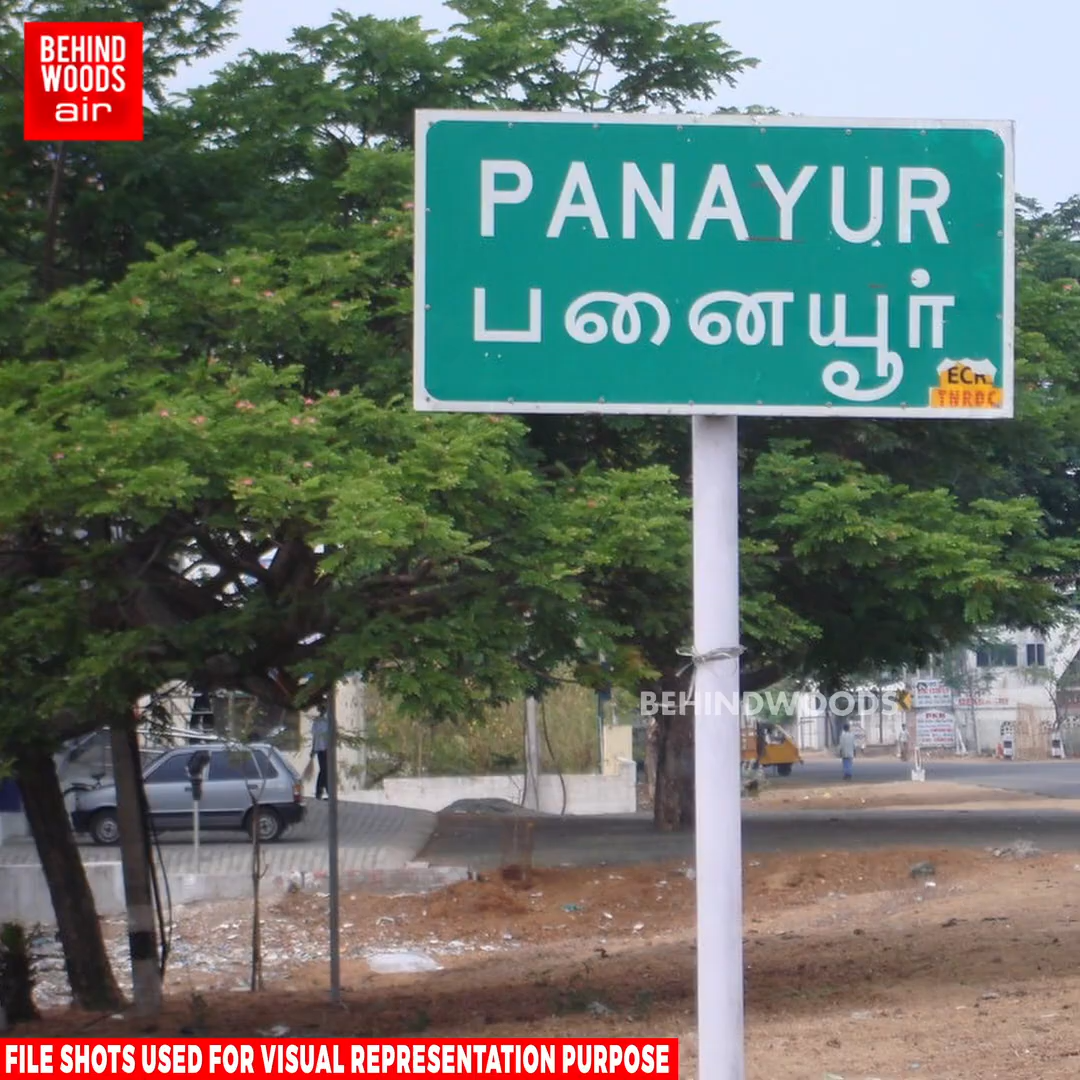 BEHIND
WOODS
air
PANAYUR
பனையூர்
ECR
TNRDC
BEHINDWOODS
FILE SHOTS USED FOR VISUAL REPRESENTATION PURPOSE